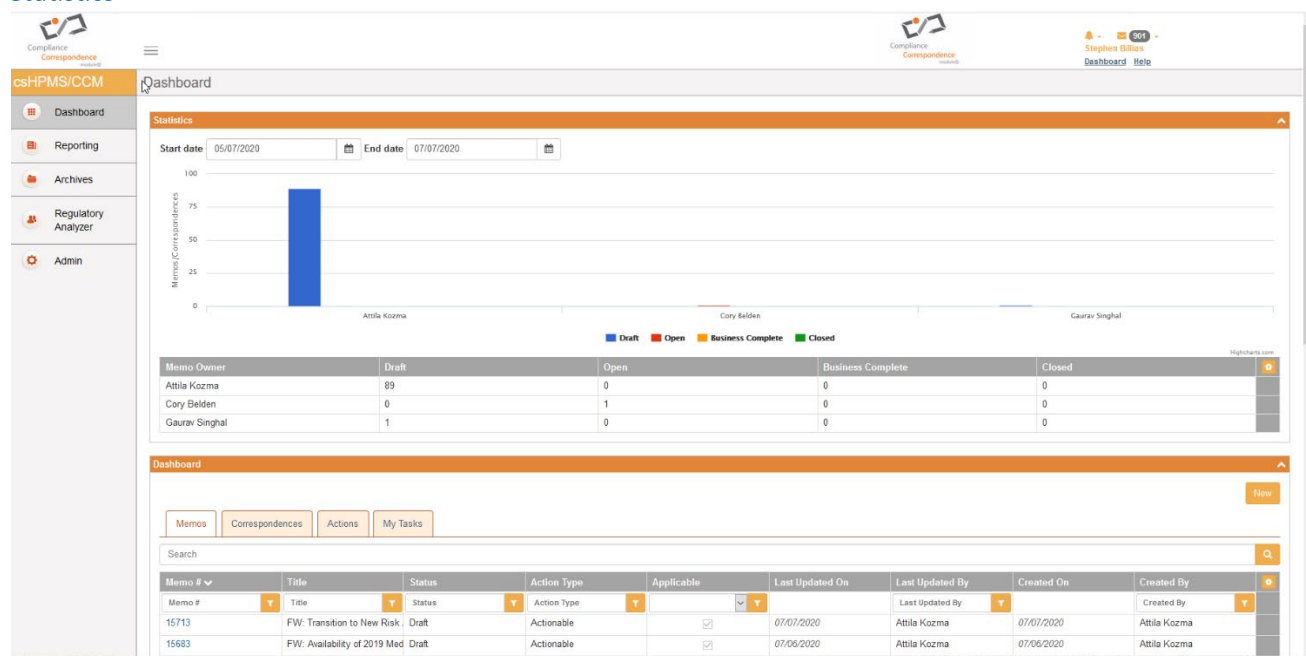 Statistics
Compliance
Correspondence
module©
Compliance
Correspondence
module©
901
Stephen Billias
Dashboard Help
csHPMS/CCM
Dashboard
Dashboard
Reporting
Archives
Regulatory
Analyzer
Admin
Statistics
Start date 05/07/2020 End date 07/07/2020
100
75
50
25
0
Memos/Correspondences
Attila Kozma Cory Belden Gaurav Singhal
Draft Open Business Complete Closed
Highcharts.com
Memo Owner Draft Open Business Complete Closed
Attila Kozma 89 0 0 0
Cory Belden 0 1 0 0
Gaurav Singhal 1 0 0 0
Dashboard
New
Memos Correspondences Actions My Tasks
Search
Memo # Title Status Action Type Applicable Last Updated On Last Updated By Created On Created By
Memo # Title Status Action Type Last Updated By Created By
15713 FW: Transition to New Risk Draft Actionable 07/07/2020 Attila Kozma 07/07/2020 Attila Kozma
15683 FW: Availability of 2019 Med Draft Actionable 07/06/2020 Attila Kozma 07/06/2020 Attila Kozma